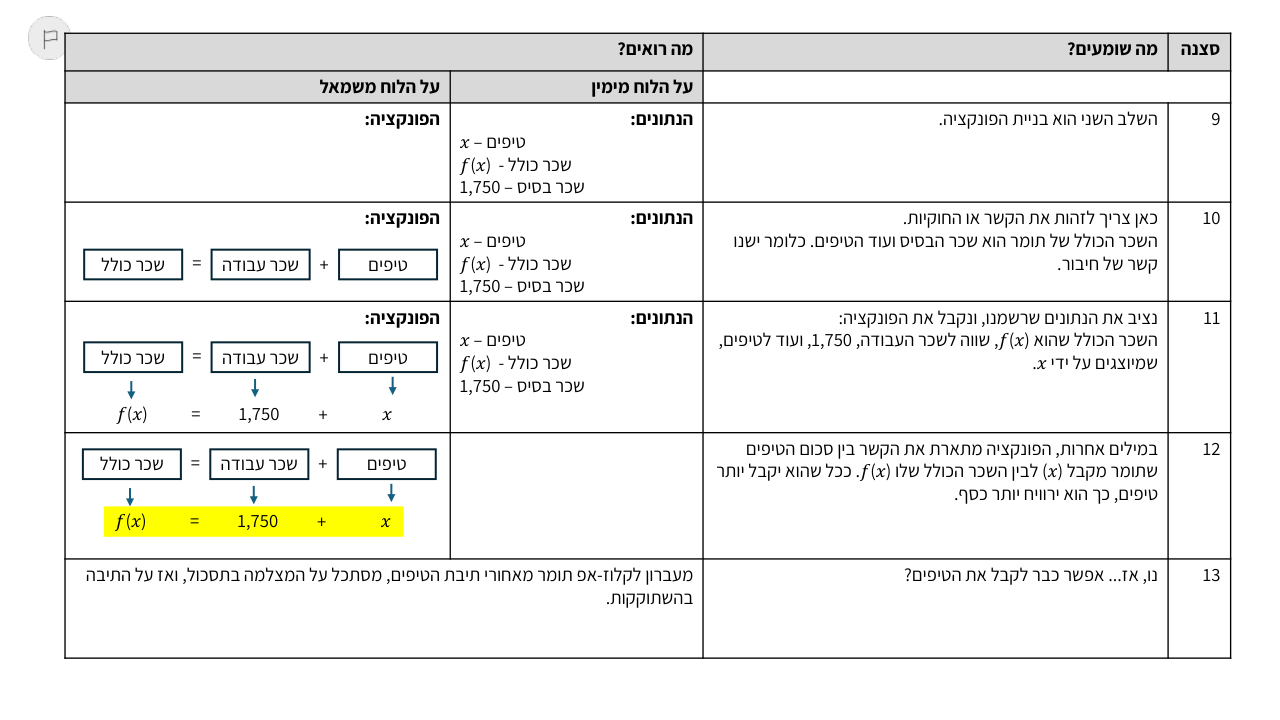 סצנה
מה שומעים?
מה רואים?
על הלוח מימין
על הלוח משמאל
9
השלב השני הוא בניית הפונקציה.
הנתונים:
טיפים – x
שכר כולל - f(x)
שכר בסיס – 1,750
הפונקציה:
10
כאן צריך לזהות את הקשר או החוקיות.
השכר הכולל של תומר הוא שכר הבסיס ועוד הטיפים. כלומר ישנו
קשר של חיבור.
הנתונים:
טיפים – x
שכר כולל - f(x)
שכר בסיס – 1,750
הפונקציה:
שכר כולל = שכר עבודה + טיפים
11
נציב את הנתונים שרשמנו, ונקבל את הפונקציה:
השכר הכולל שהוא f(x), שווה לשכר העבודה, 1,750, ועוד לטיפים,
שמיוצגים על ידי x.
הנתונים:
טיפים – x
שכר כולל - f(x)
שכר בסיס – 1,750
הפונקציה:
שכר כולל = שכר עבודה + טיפים
f(x) = 1,750 + x
12
במילים אחרות, הפונקציה מתארת את הקשר בין סכום הטיפים
שתומר מקבל (x) לבין השכר הכולל שלו f(x). ככל שהוא יקבל יותר
טיפים, כך הוא ירוויח יותר כסף.
שכר כולל = שכר עבודה + טיפים
f(x) = 1,750 + x
13
נו, אז... אפשר כבר לקבל את הטיפים?
מעברון לקלוז-אפ תומר מאחורי תיבת הטיפים, מסתכל על המצלמה בתסכול, ואז על התיבה
בהשתוקקות.